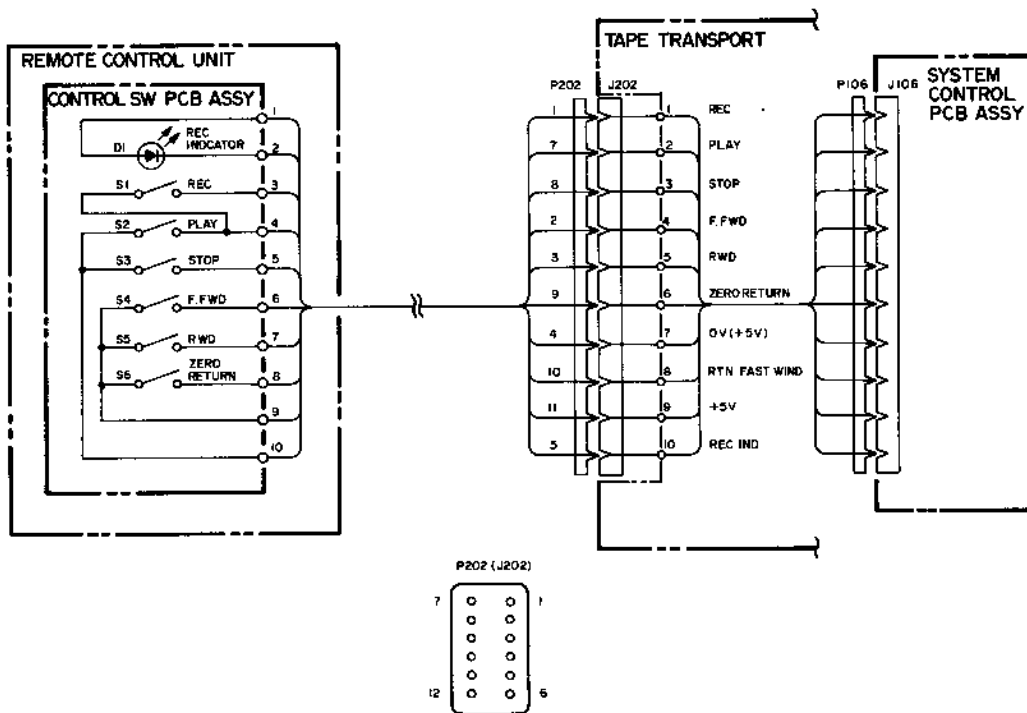 REMOTE CONTROL UNIT
CONTROL SW PCB ASSY
D1
REC
INDCATOR
S1
REC
S2
PLAY
S3
STOP
S4
F.FWD
S5
RWD
S6
ZERO
RETURN
1
2
3
4
5
6
7
8
9
10
TAPE TRANSPORT
P202
J202
1
7
8
2
3
9
4
10
11
5
1 REC
2 PLAY
3 STOP
4 F.FWD
5 RWD
6 ZERO RETURN
7 0V(+5V)
8 RTN FAST WIND
9 +5V
10 REC IND
P106
J106
SYSTEM
CONTROL
PCB ASSY
P202 (J202)
7
1
12
6